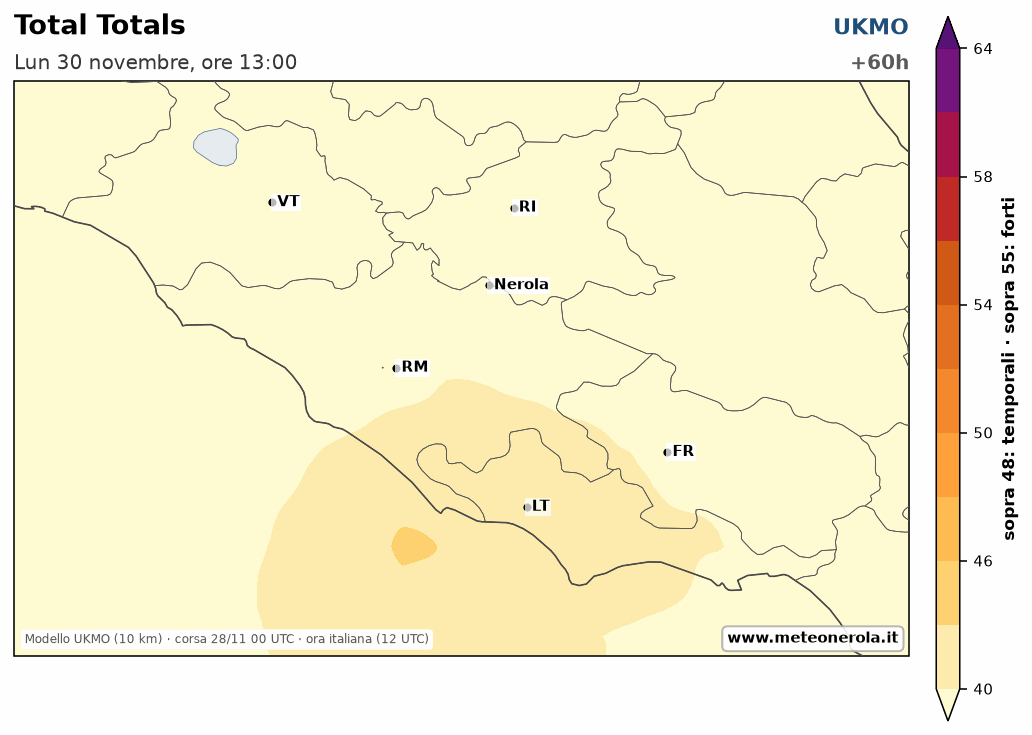 Total Totals
UKMO
Lun 30 novembre, ore 13:00
+60h
64
58
54
50
46
40
sopra 48: temporali · sopra 55: forti
VT
RI
Nerola
RM
FR
LT
Modello UKMO (10 km) · corsa 28/11 00 UTC · ora italiana (12 UTC)
www.meteonerola.it